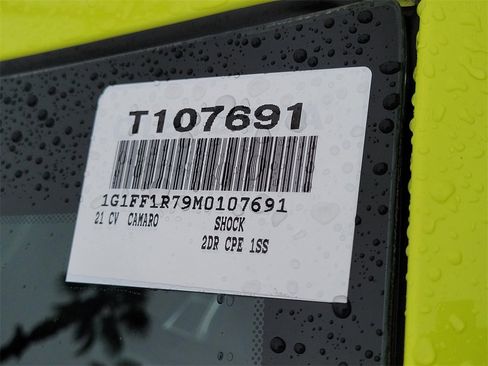 T107691
1G1FF1R79M0107691
21 CV CAMARO SHOCK
2DR CPE 1SS